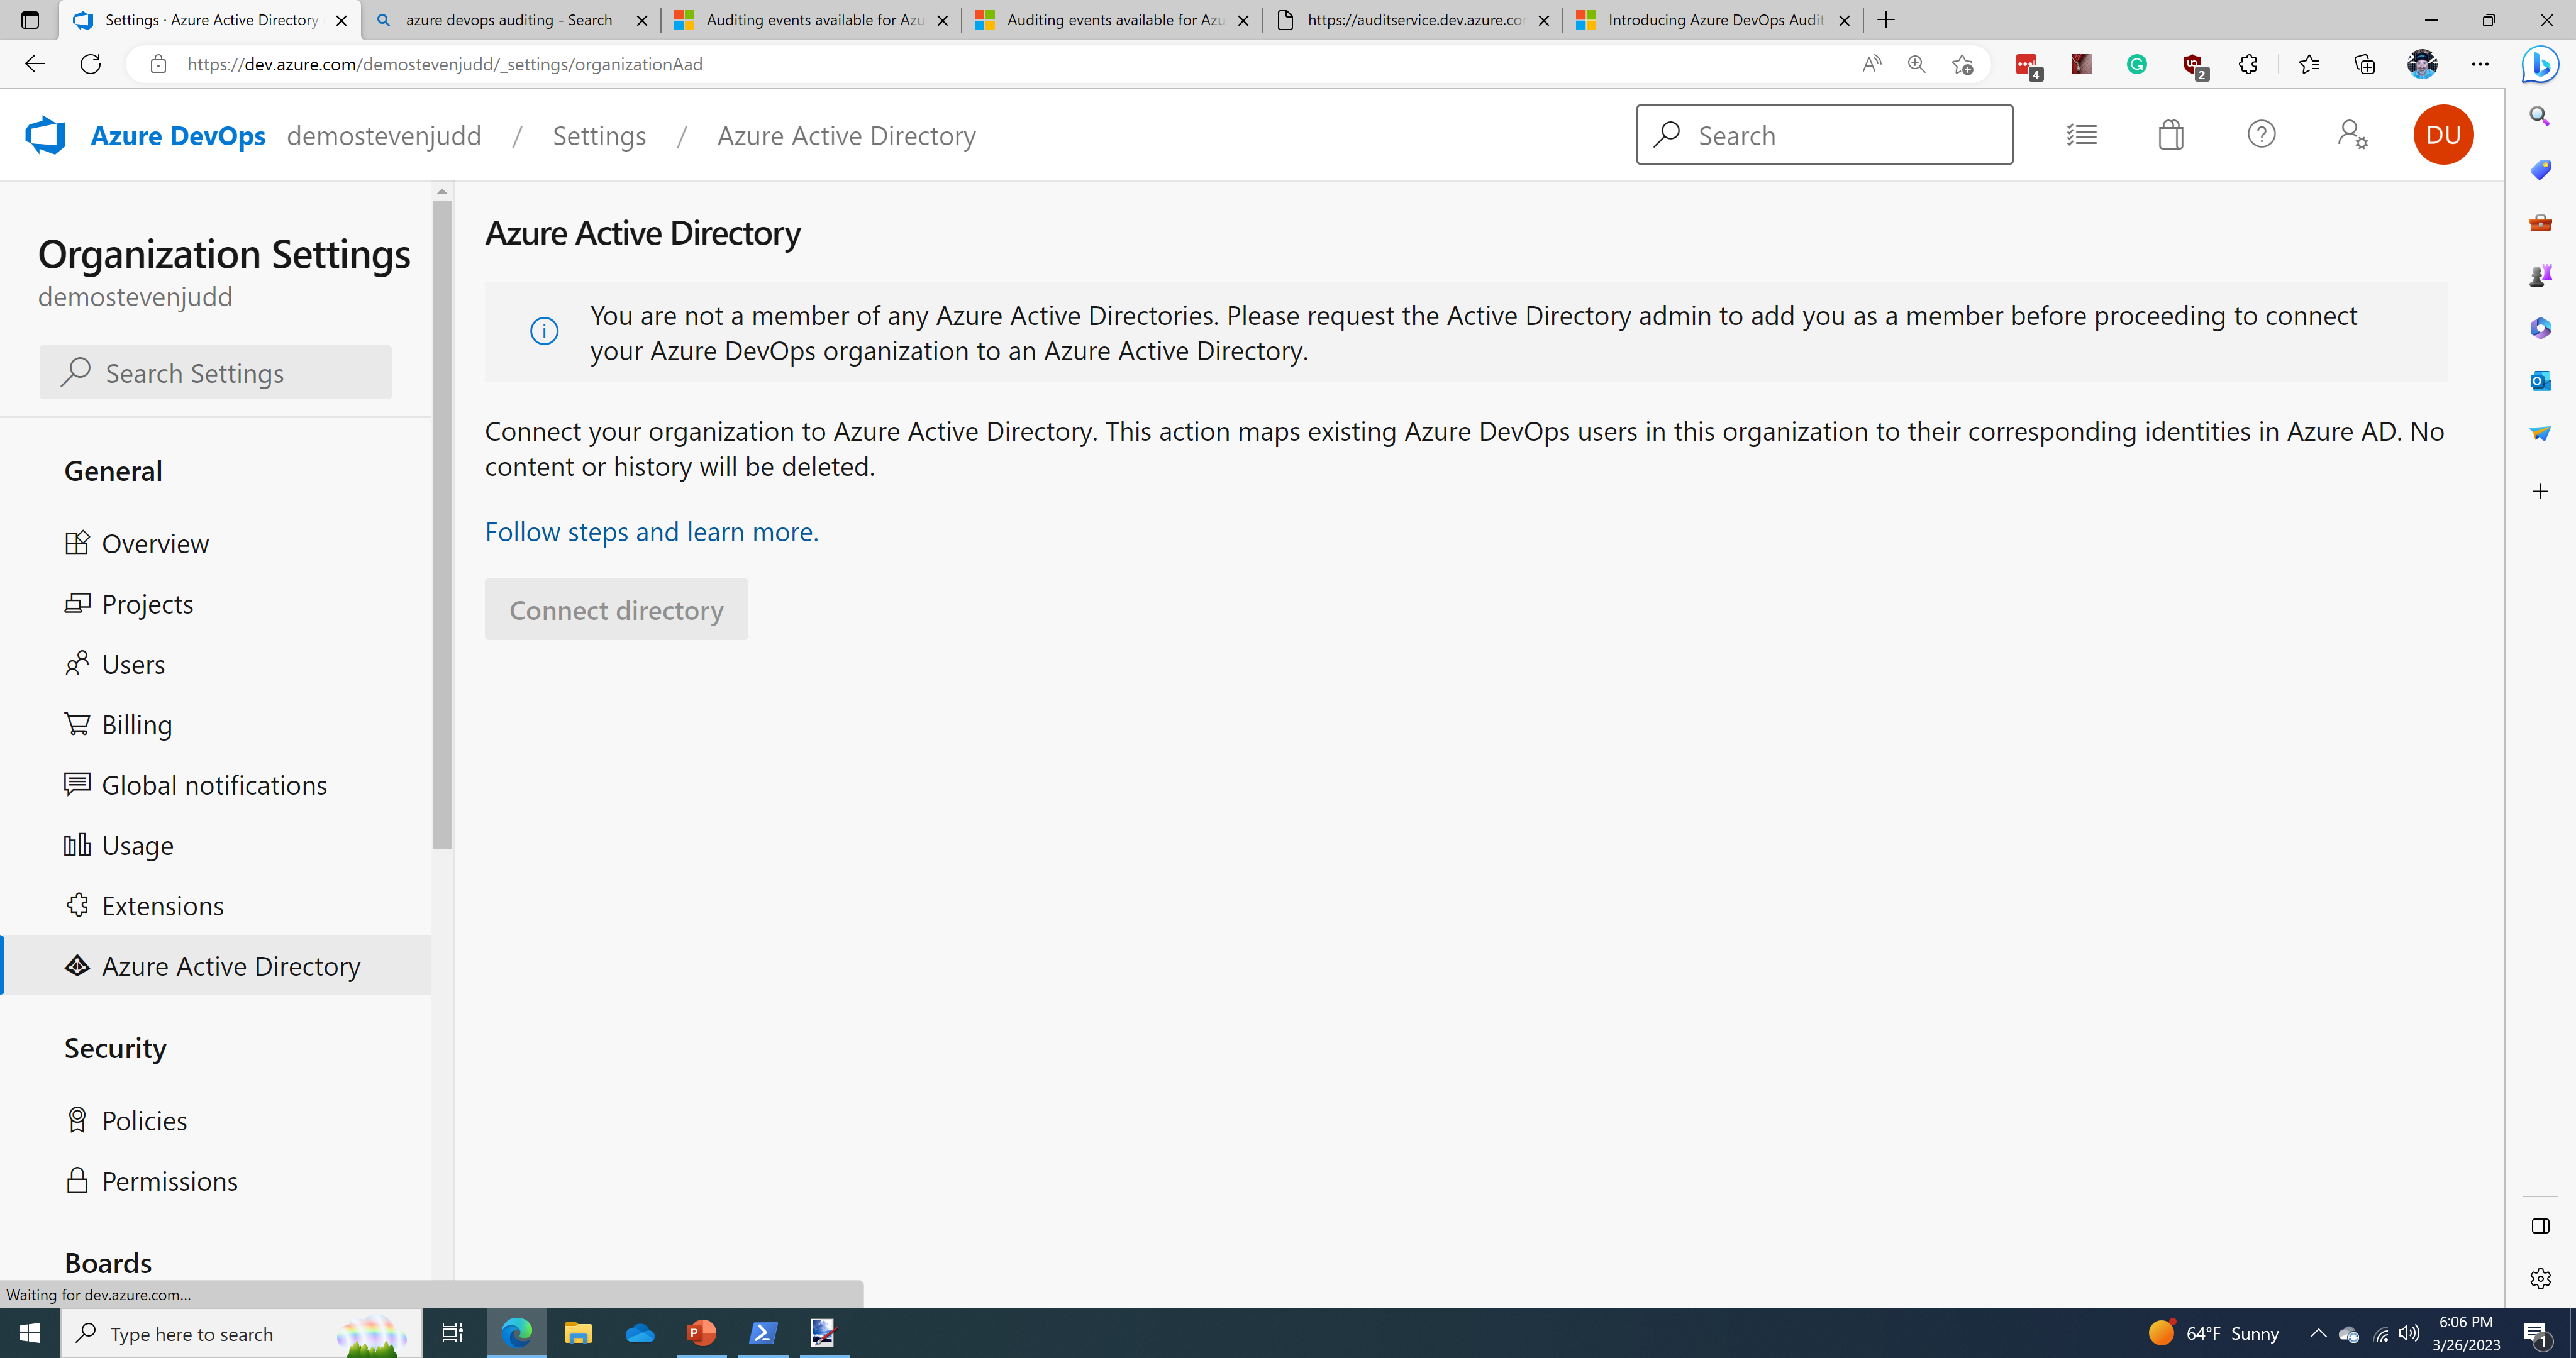 Settings · Azure Active Directory
azure devops auditing - Search
Auditing events available for Azu
Auditing events available for Azu
https://auditservice.dev.azure.cor
Introducing Azure DevOps Audit
https://dev.azure.com/demostevenjudd/_settings/organizationAad
4
2
Azure DevOps demostevenjudd / Settings / Azure Active Directory
Search
DU
Organization Settings
demostevenjudd
Search Settings
General
Overview
Projects
Users
Billing
Global notifications
Usage
Extensions
Azure Active Directory
Security
Policies
Permissions
Boards
Azure Active Directory
You are not a member of any Azure Active Directories. Please request the Active Directory admin to add you as a member before proceeding to connect
your Azure DevOps organization to an Azure Active Directory.
Connect your organization to Azure Active Directory. This action maps existing Azure DevOps users in this organization to their corresponding identities in Azure AD. No
content or history will be deleted.
Follow steps and learn more.
Connect directory
Waiting for dev.azure.com...
Type here to search
64°F Sunny
6:06 PM
3/26/2023
1